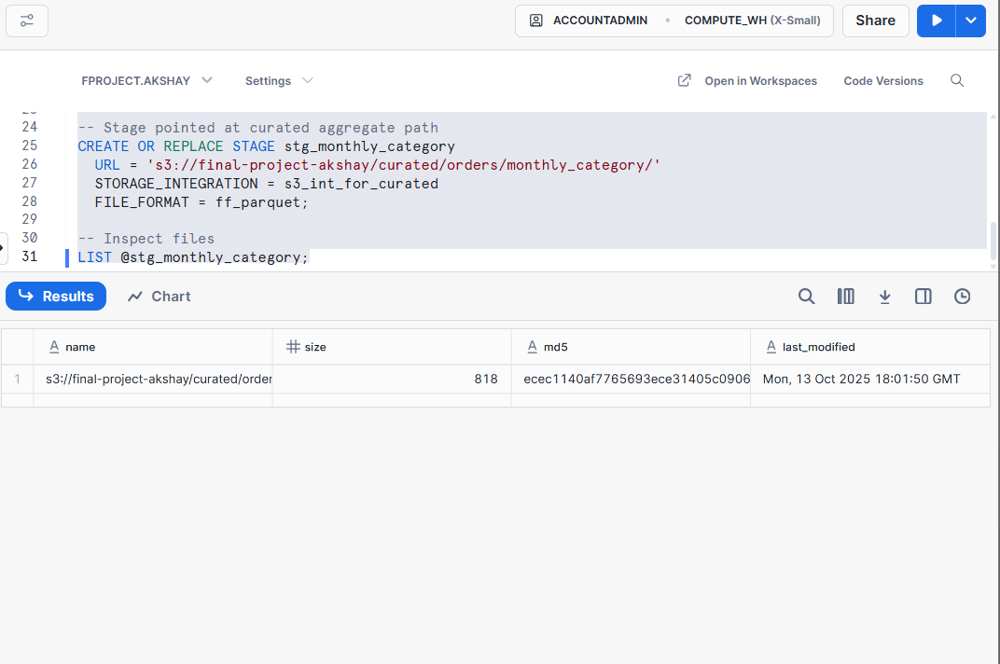 ACCOUNTADMIN • COMPUTE_WH (X-Small)
Share
FPROJECT.AKSHAY
Settings
Open in Workspaces
Code Versions
24 -- Stage pointed at curated aggregate path
25 CREATE OR REPLACE STAGE stg_monthly_category
26 URL = 's3://final-project-akshay/curated/orders/monthly_category/'
27 STORAGE_INTEGRATION = s3_int_for_curated
28 FILE_FORMAT = ff_parquet;
29
30 -- Inspect files
31 LIST @stg_monthly_category;
Results
Chart
name size md5 last_modified
1 s3://final-project-akshay/curated/order 818 ecec1140af7765693ece31405c0906 Mon, 13 Oct 2025 18:01:50 GMT